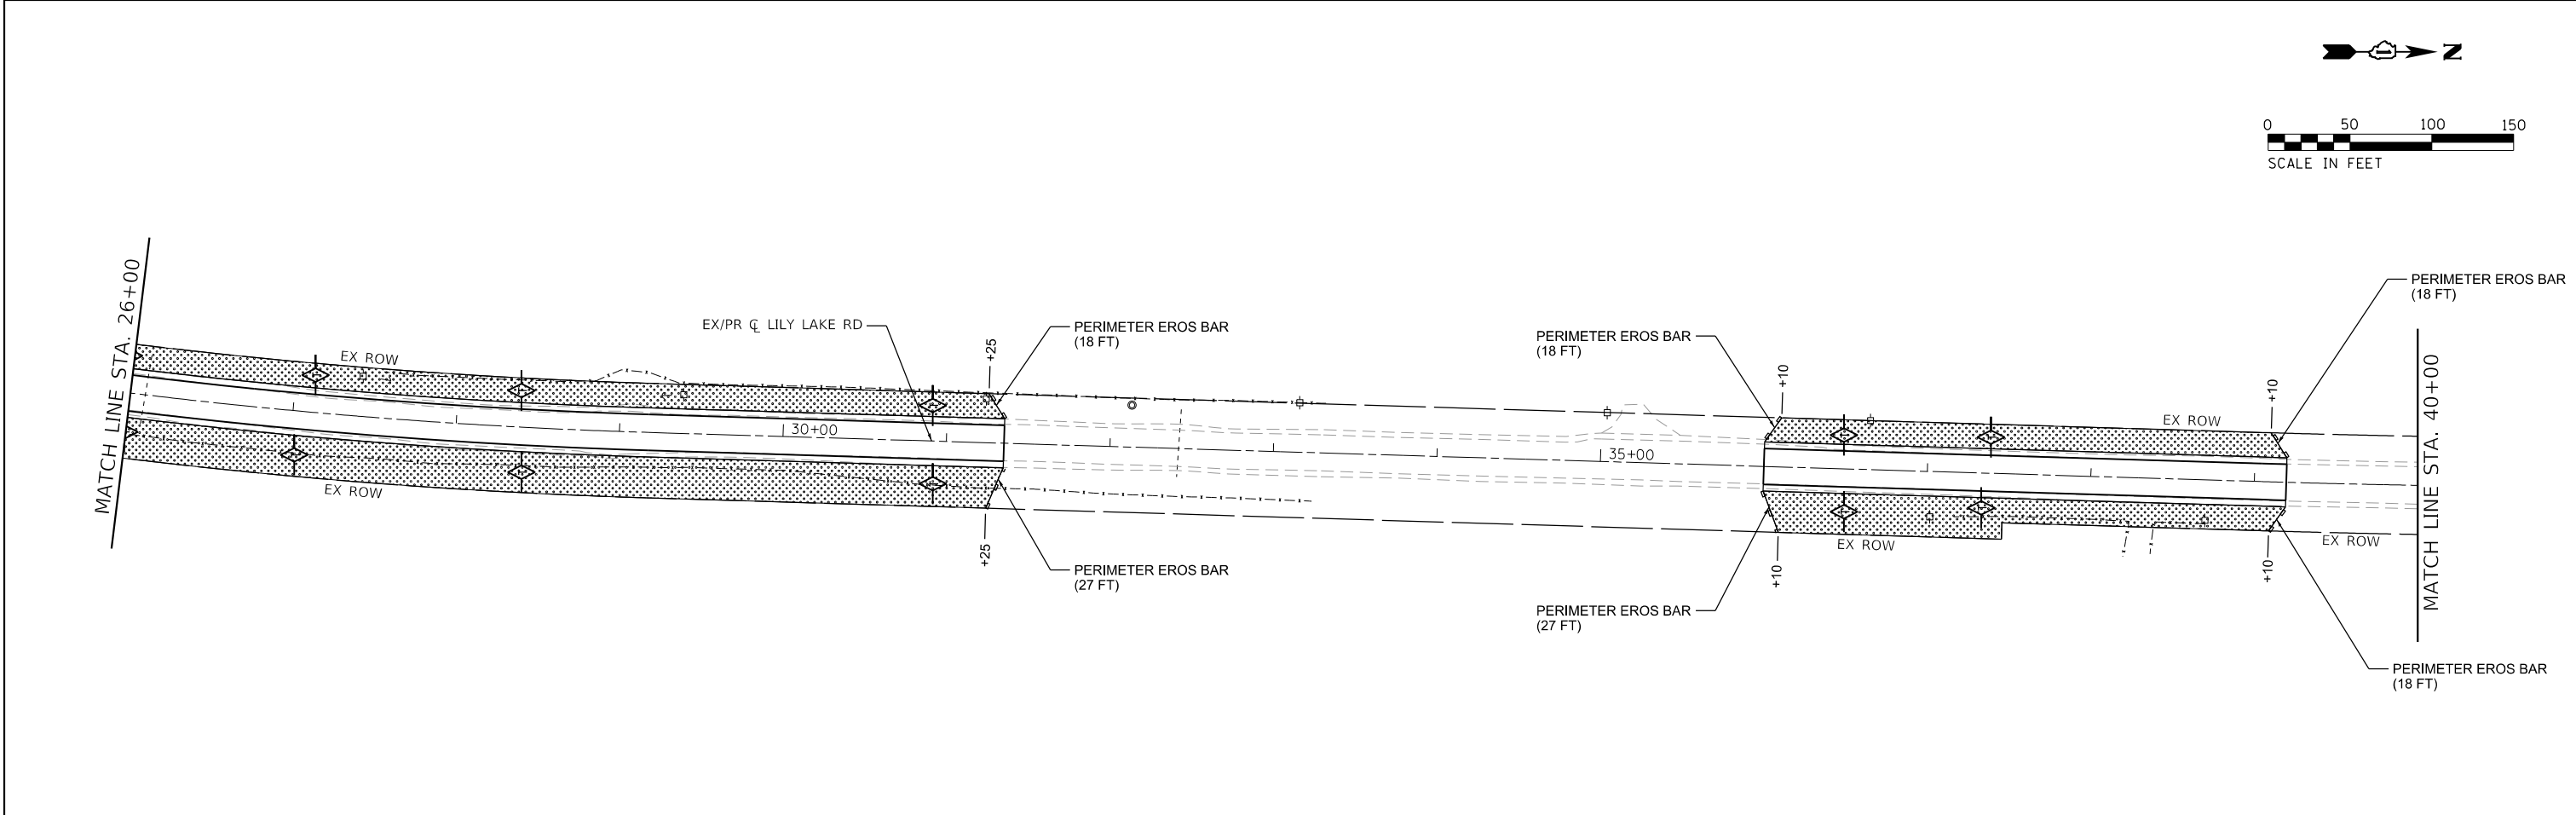 N
0 50 100 150
SCALE IN FEET
MATCH LINE STA. 26+00
EX ROW
EX ROW
EX/PR ℄ LILY LAKE RD
30+00
+25
+25
PERIMETER EROS BAR
(18 FT)
PERIMETER EROS BAR
(27 FT)
35+00
PERIMETER EROS BAR
(18 FT)
PERIMETER EROS BAR
(27 FT)
+10
+10
EX ROW
EX ROW
+10
+10
EX ROW
PERIMETER EROS BAR
(18 FT)
PERIMETER EROS BAR
(18 FT)
MATCH LINE STA. 40+00